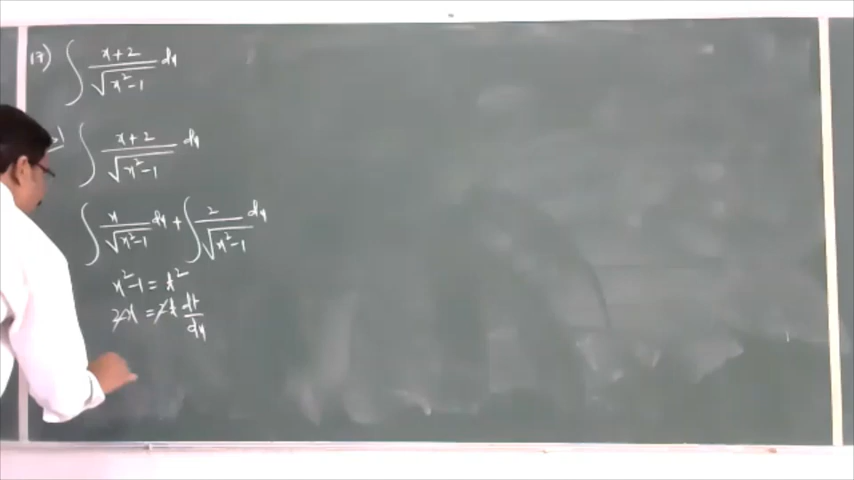 17) ∫ x+2 / √(x²-1) dx
∫ x+2 / √(x²-1) dx
∫ x / √(x²-1) dx + ∫ 2 / √(x²-1) dx
x²-1 = t²
2x = 2t dt/dx